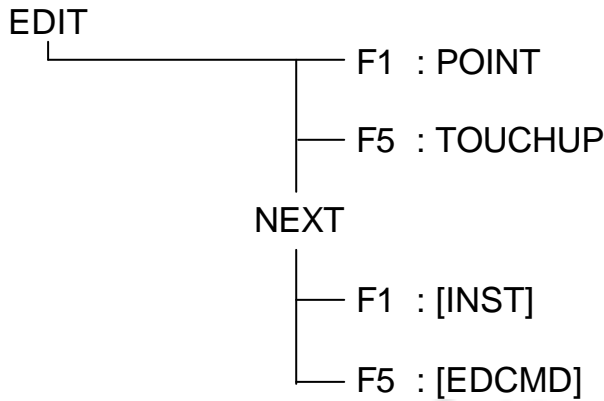 EDIT
F1 : POINT
F5 : TOUCHUP
NEXT
F1 : [INST]
F5 : [EDCMD]